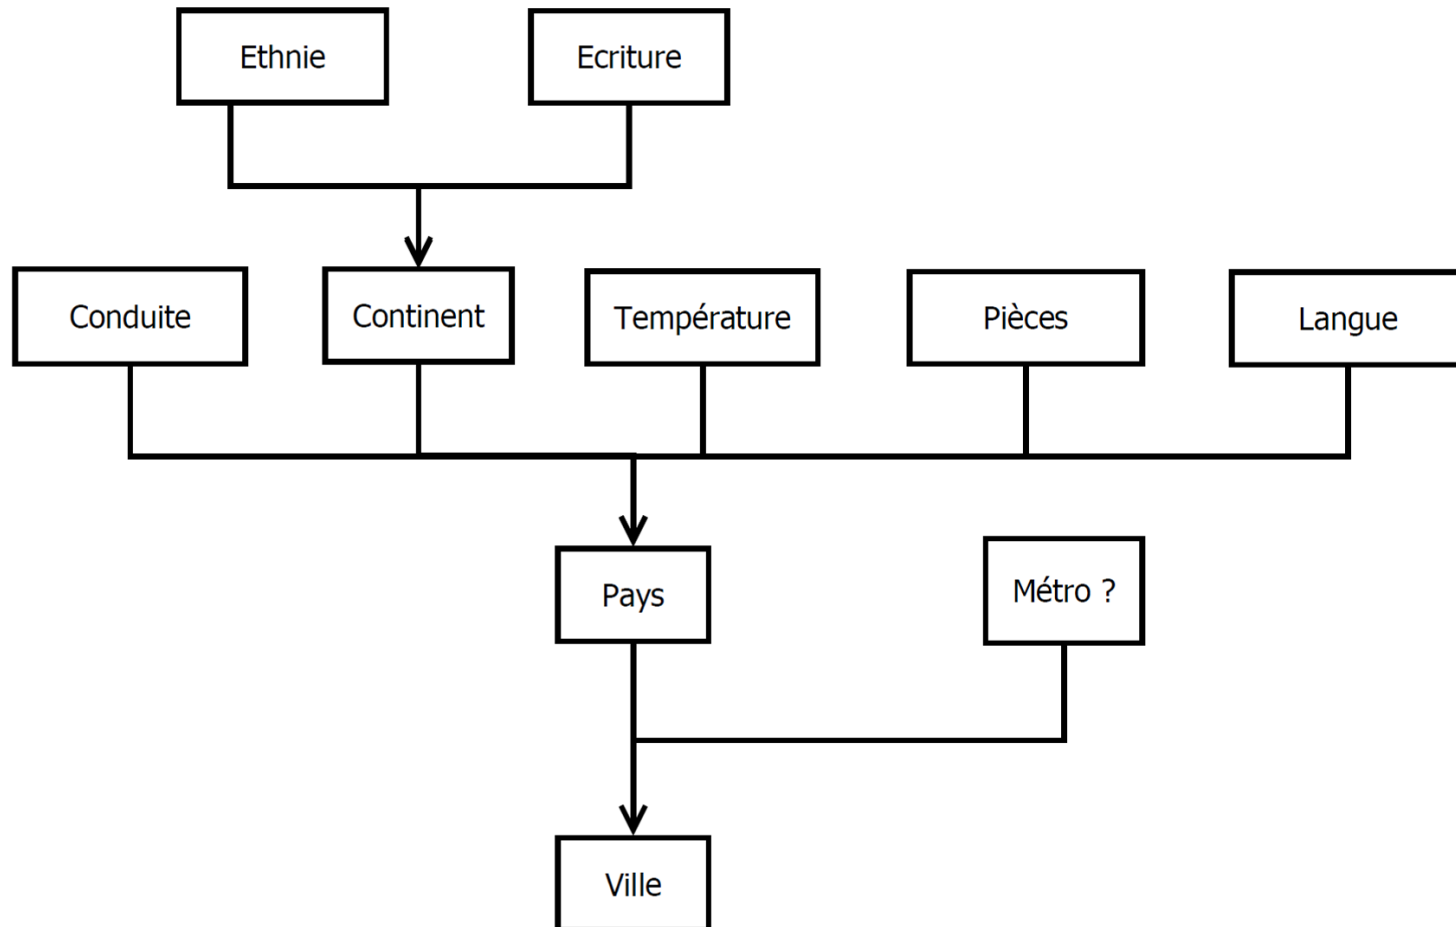 Ethnie
Ecriture
Conduite
Continent
Température
Pièces
Langue
Pays
Métro ?
Ville